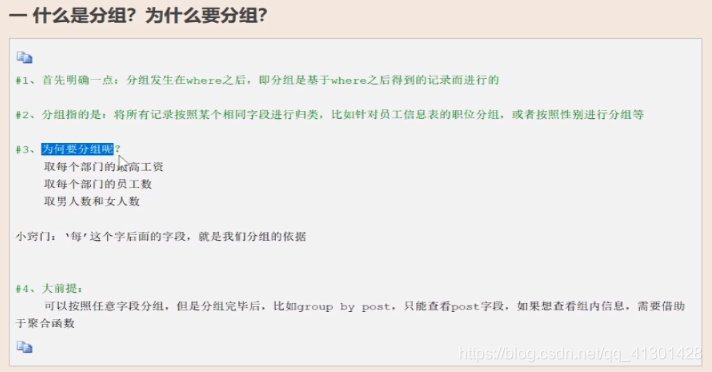 一 什么是分组？为什么要分组？
#1、首先明确一点：分组发生在where之后，即分组是基于where之后得到的记录而进行的
#2、分组指的是：将所有记录按照某个相同字段进行归类，比如针对员工信息表的职位分组，或者按照性别进行分组等
#3、为何要分组呢？
取每个部门的最高工资
取每个部门的员工数
取男人数和女人数
小窍门：‘每’这个字后面的字段，就是我们分组的依据
#4、大前提：
可以按照任意字段分组，但是分组完毕后，比如group by post，只能查看post字段，如果想查看组内信息，需要借助
于聚合函数
https://blog.csdn.net/qq_41301428